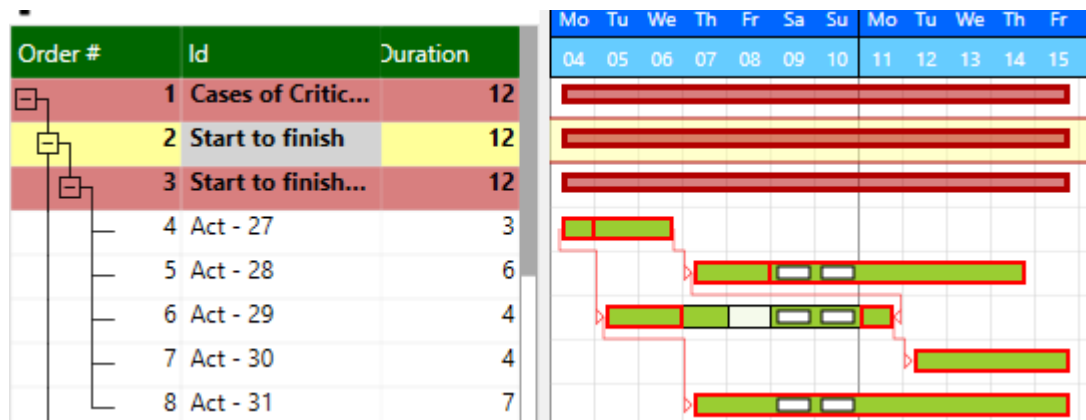 Mo Tu We Th Fr Sa Su Mo Tu We Th Fr
Order # Id Duration 04 05 06 07 08 09 10 11 12 13 14 15
1 Cases of Critic... 12
2 Start to finish 12
3 Start to finish... 12
4 Act - 27 3
5 Act - 28 6
6 Act - 29 4
7 Act - 30 4
8 Act - 31 7